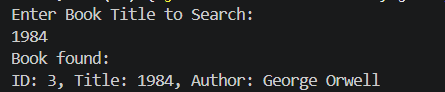 Enter Book Title to Search:
1984
Book found:
ID: 3, Title: 1984, Author: George Orwell